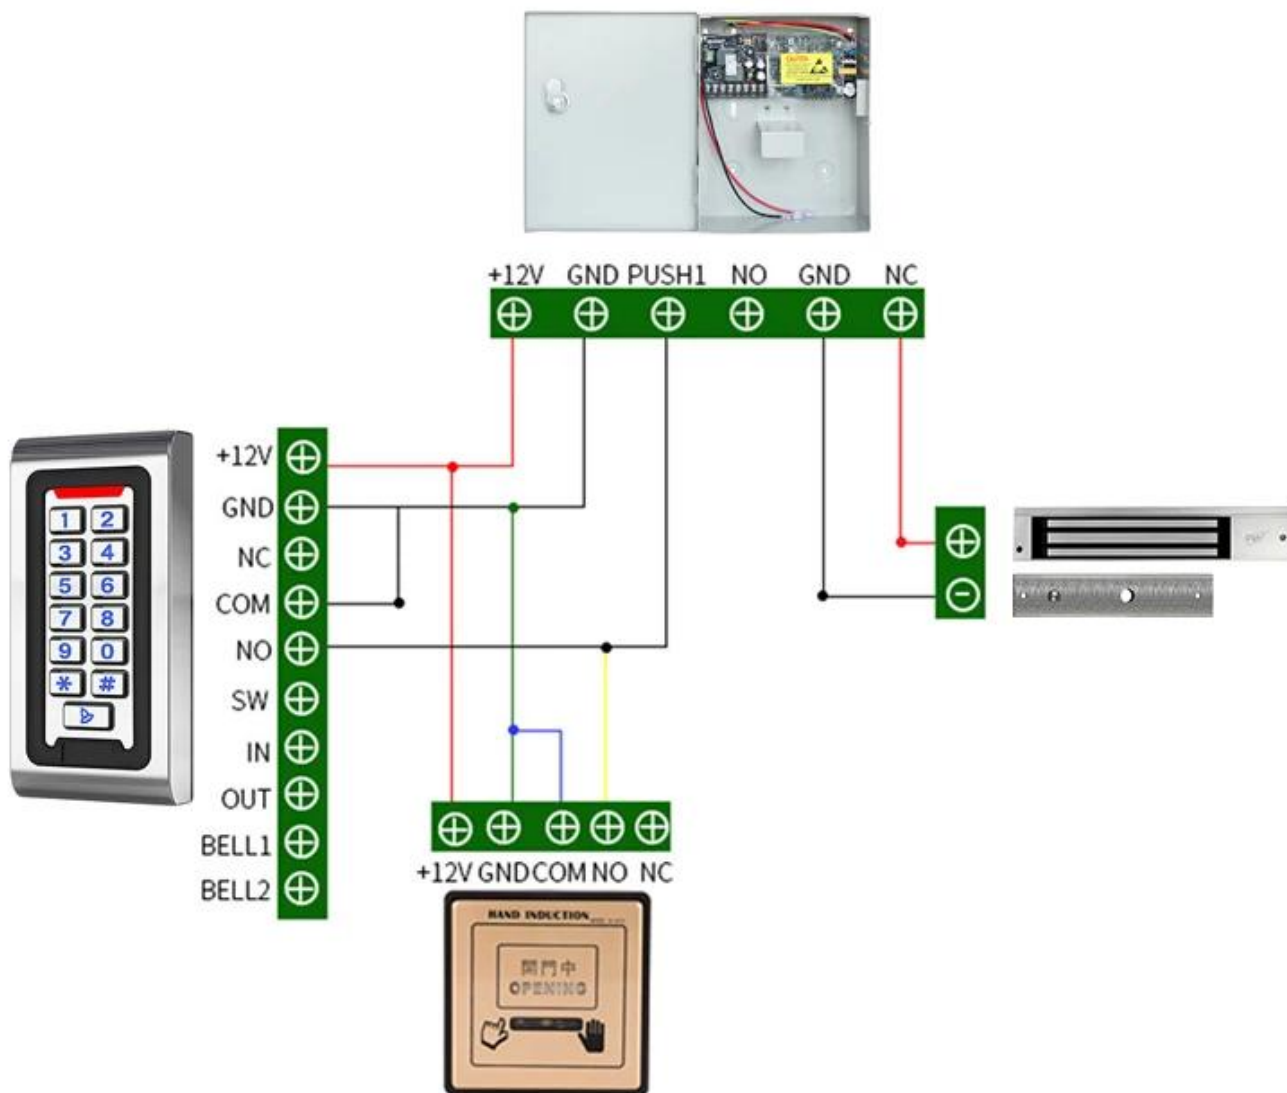 +12V GND PUSH1 NO GND NC
+12V
GND
NC
COM
NO
SW
IN
OUT
BELL1
BELL2
1 2
3 4
5 6
7 8
9 0
* #
+12V GND COM NO NC
HAND INDUCTION
開門中
OPENING